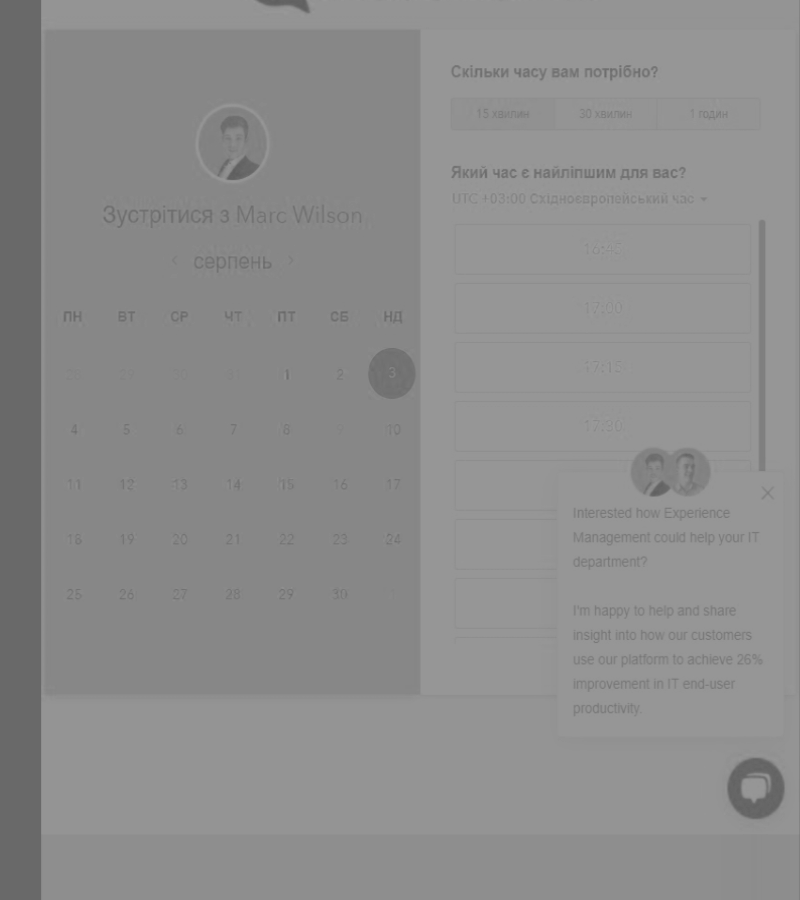 Зустрітися з Marc Wilson
серпень
ПН ВТ СР ЧТ ПТ СБ НД
1 2 3
4 5 6 7 8 9 10
11 12 13 14 15 16 17
18 19 20 21 22 23 24
25 26 27 28 29 30
Скільки часу вам потрібно?
15 хвилин 30 хвилин 1 годин
Який час є найліпшим для вас?
UTC +03:00 Східноєвропейський час
16:45
17:00
17:15
17:30
Interested how Experience
Management could help your IT
department?
I'm happy to help and share
insight into how our customers
use our platform to achieve 26%
improvement in IT end-user
productivity.